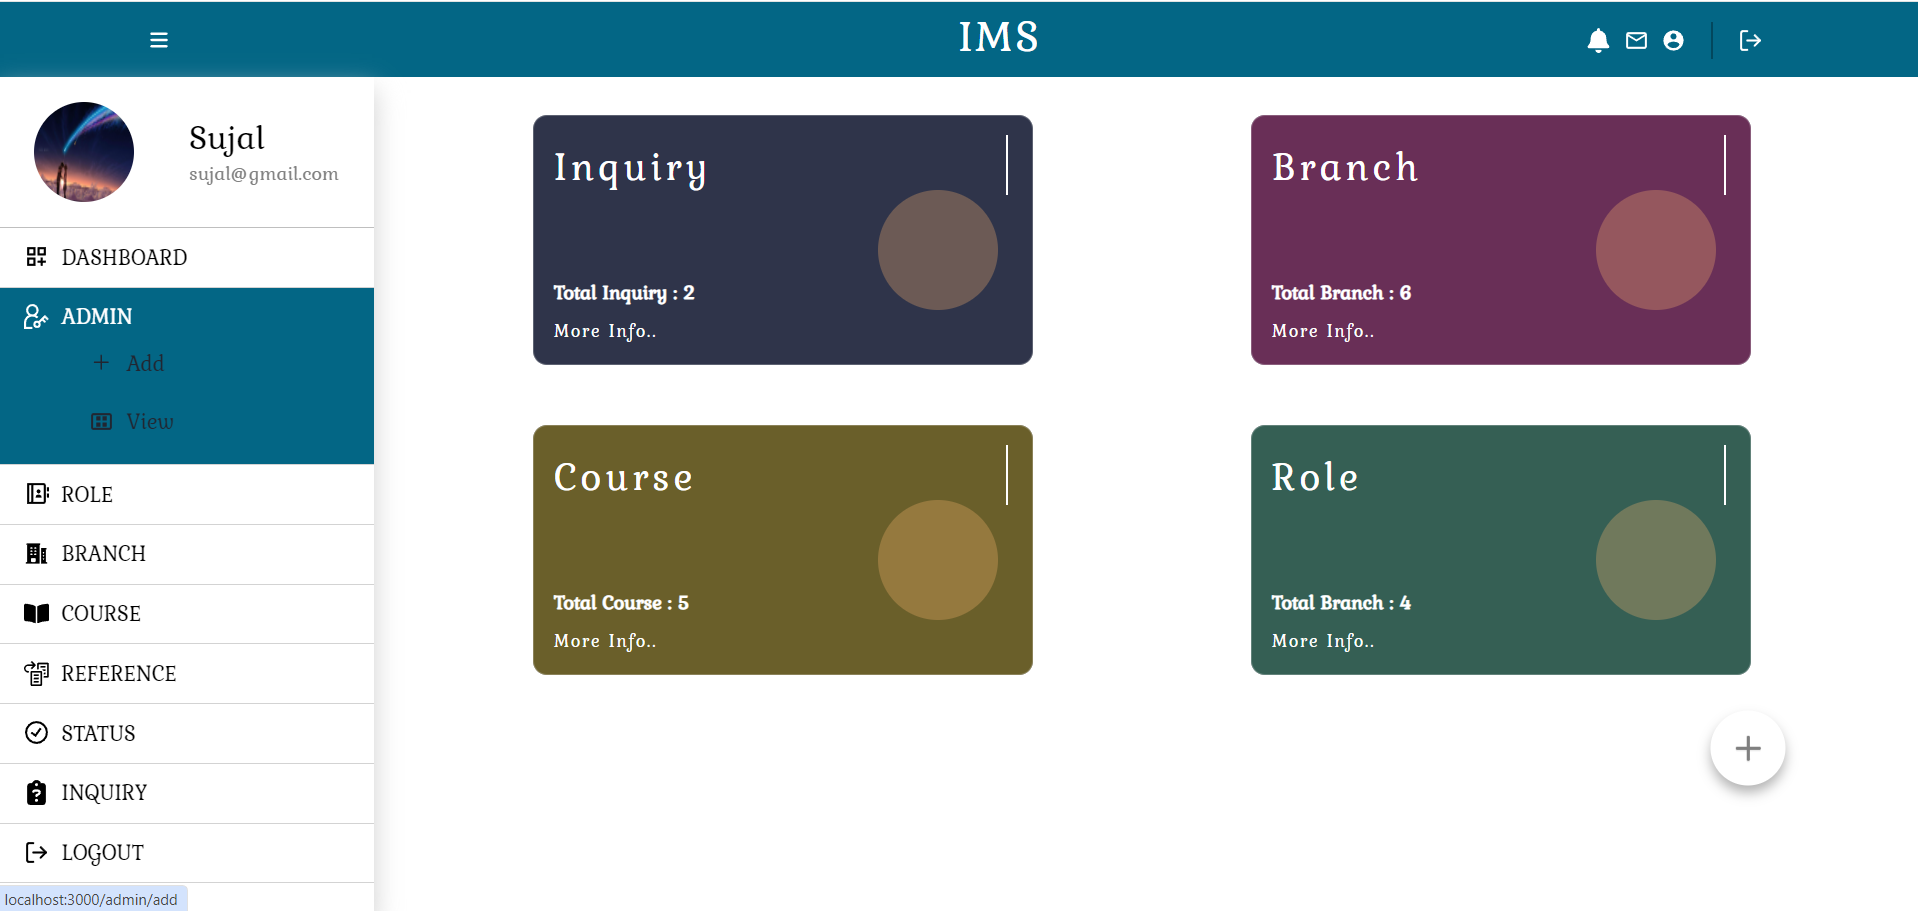 IMS
Sujal
sujal@gmail.com
DASHBOARD
ADMIN
Add
View
ROLE
BRANCH
COURSE
REFERENCE
STATUS
INQUIRY
LOGOUT
localhost:3000/admin/add
Inquiry
Total Inquiry : 2
More Info..
Branch
Total Branch : 6
More Info..
Course
Total Course : 5
More Info..
Role
Total Branch : 4
More Info..